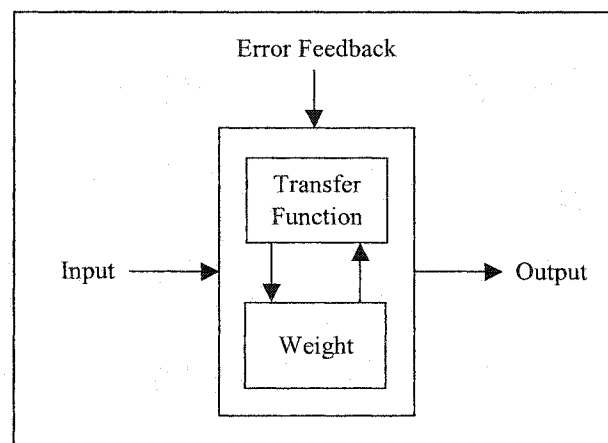 Error Feedback
Transfer
Function
Input
Output
Weight